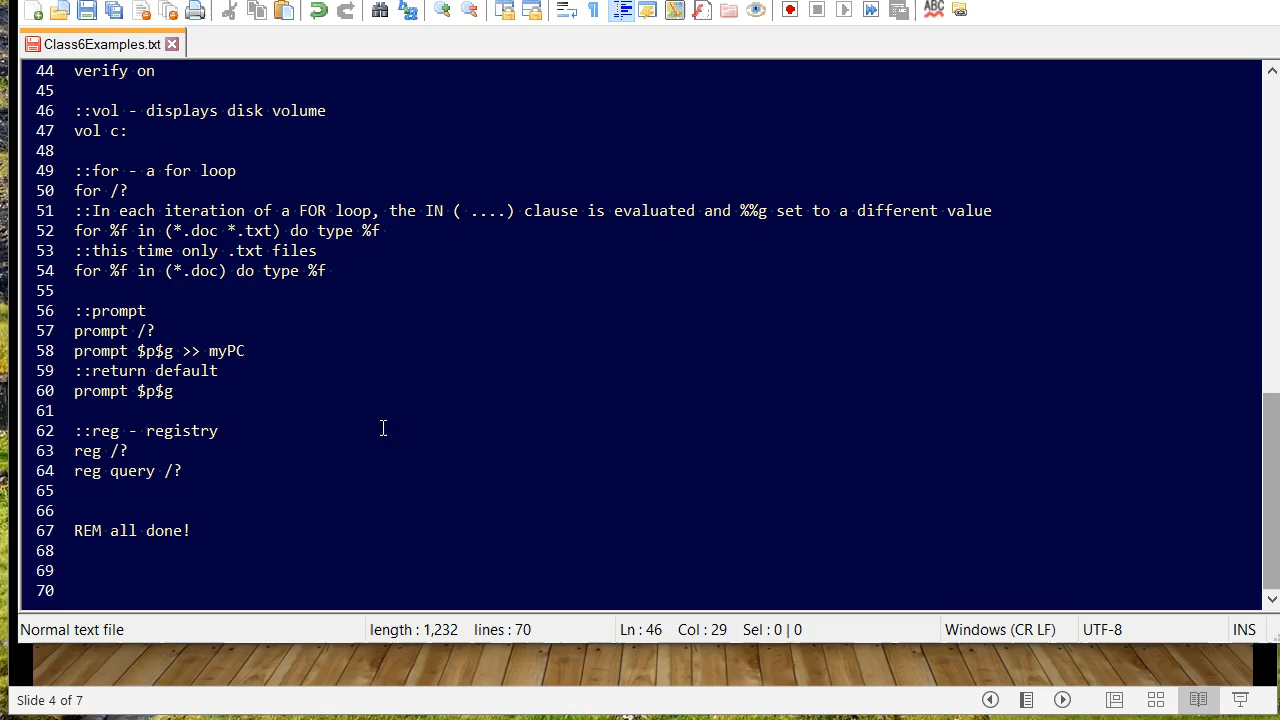 ABC
Class6Examples.txt
44 verify on
45
46 ::vol - displays disk volume
47 vol c:
48
49 ::for - a for loop
50 for /?
51 ::In each iteration of a FOR loop, the IN ( ....) clause is evaluated and %%g set to a different value
52 for %f in (*.doc *.txt) do type %f
53 ::this time only .txt files
54 for %f in (*.doc) do type %f
55
56 ::prompt
57 prompt /?
58 prompt $p$g >> myPC
59 ::return default
60 prompt $p$g
61
62 ::reg - registry
63 reg /?
64 reg query /?
65
66
67 REM all done!
68
69
70
Normal text file length : 1,232 lines : 70 Ln : 46 Col : 29 Sel : 0 | 0 Windows (CR LF) UTF-8 INS
Slide 4 of 7